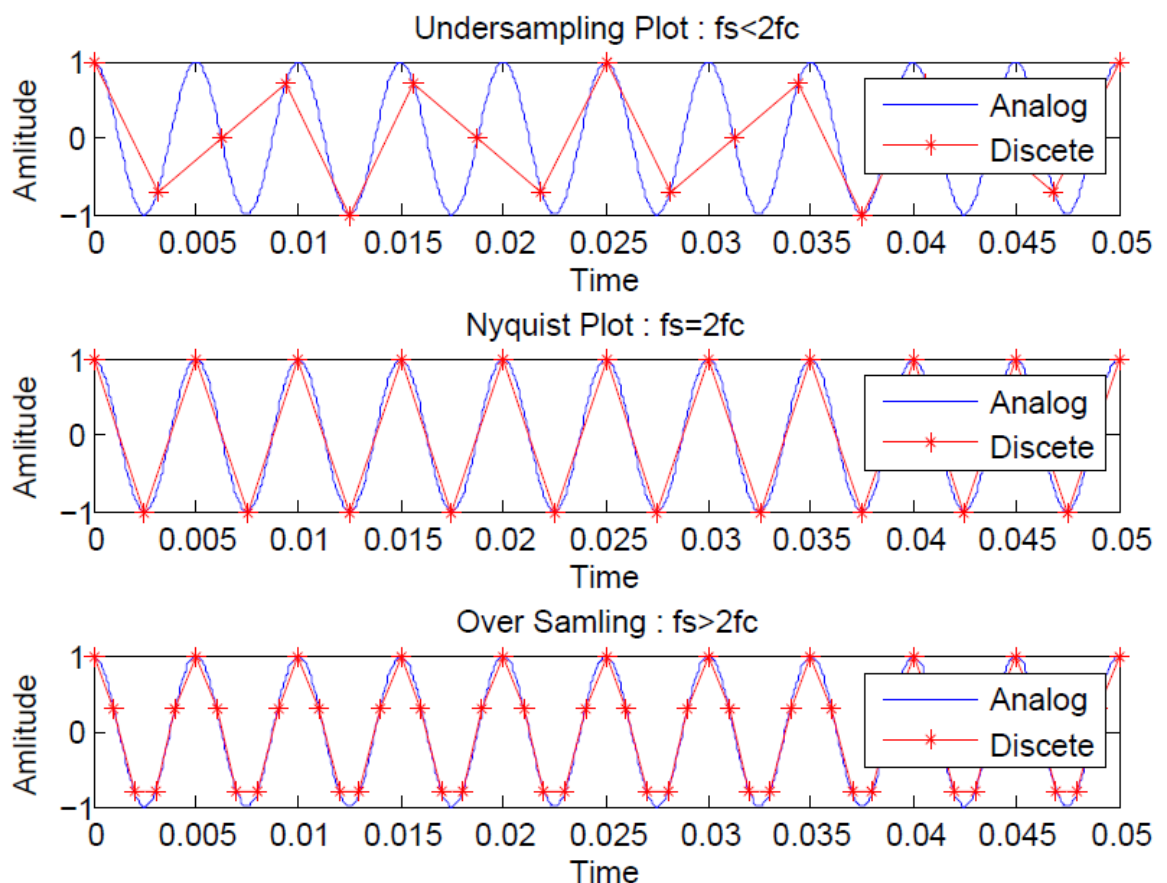 Undersampling Plot : fs<2fc
Amlitude
1
0
−1
Analog
Discete
0 0.005 0.01 0.015 0.02 0.025 0.03 0.035 0.04 0.045 0.05
Time
Nyquist Plot : fs=2fc
Amlitude
1
0
−1
Analog
Discete
0 0.005 0.01 0.015 0.02 0.025 0.03 0.035 0.04 0.045 0.05
Time
Over Samling : fs>2fc
Amlitude
1
0
−1
Analog
Discete
0 0.005 0.01 0.015 0.02 0.025 0.03 0.035 0.04 0.045 0.05
Time